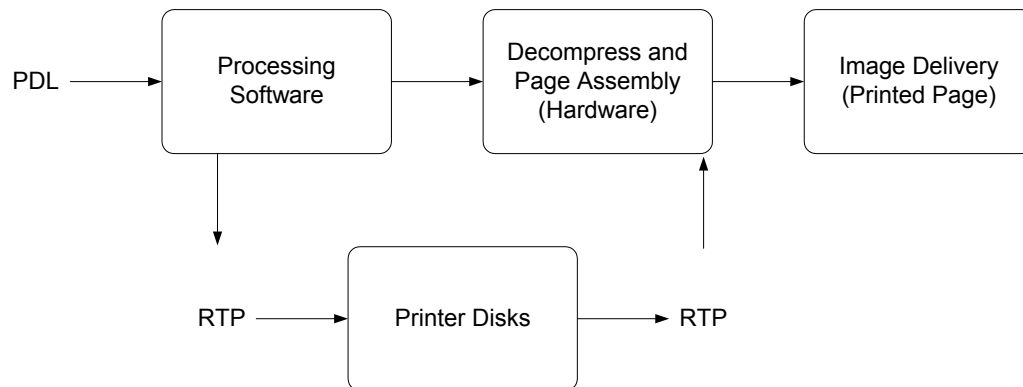 PDL
Processing
Software
Decompress and
Page Assembly
(Hardware)
Image Delivery
(Printed Page)
RTP
Printer Disks
RTP